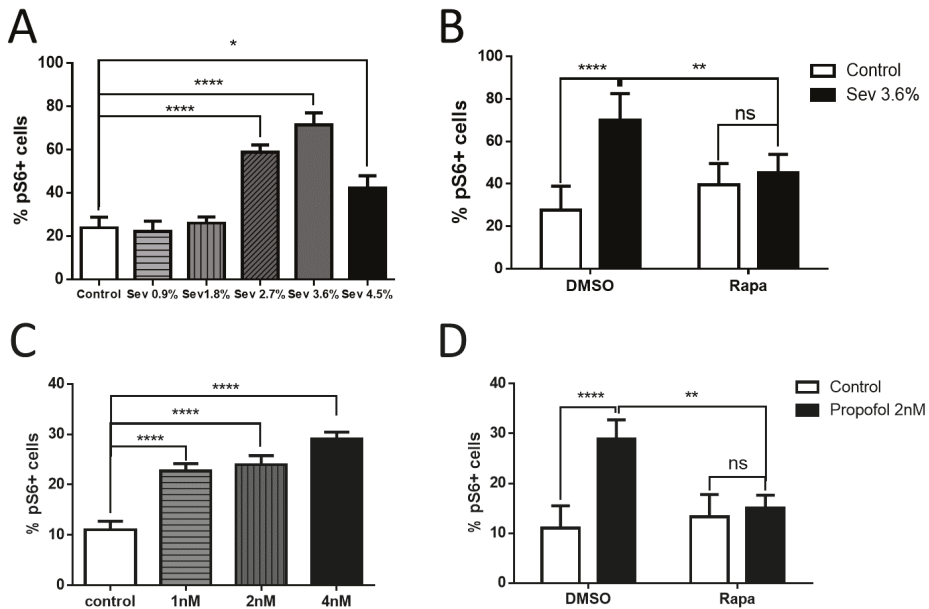 A
% pS6+ cells
100
80
60
40
20
0
*
****
****
Control Sev 0.9% Sev1.8% Sev 2.7% Sev 3.6% Sev 4.5%
B
% pS6+ cells
100
80
60
40
20
0
**** **
ns
DMSO Rapa
Control
Sev 3.6%
C
% pS6+ cells
40
30
20
10
0
****
****
****
control 1nM 2nM 4nM
D
% pS6+ cells
40
30
20
10
0
**** **
ns
DMSO Rapa
Control
Propofol 2nM